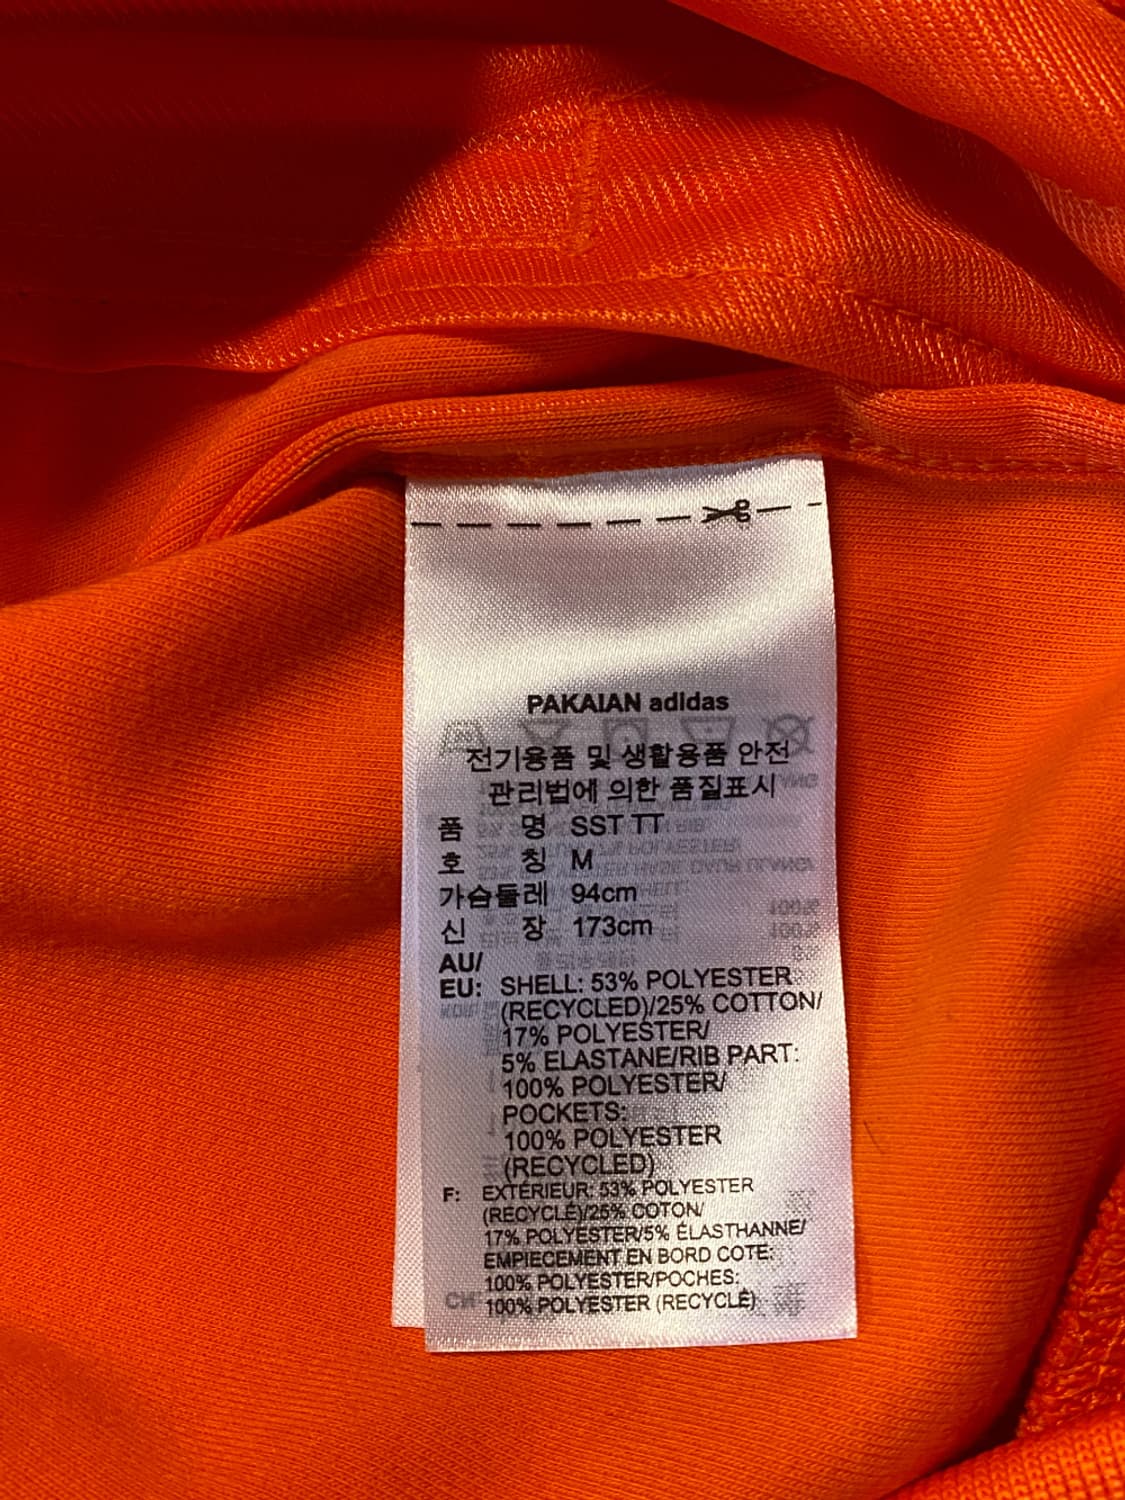 PAKAIAN adidas
전기용품 및 생활용품 안전
관리법에 의한 품질표시
품 명 SST TT
호 칭 M
가슴둘레 94cm
신 장 173cm
AU/
EU: SHELL: 53% POLYESTER
(RECYCLED)/25% COTTON/
17% POLYESTER/
5% ELASTANE/RIB PART:
100% POLYESTER/
POCKETS:
100% POLYESTER
(RECYCLED)
F: EXTÉRIEUR: 53% POLYESTER
(RECYCLÉ)/25% COTON/
17% POLYESTER/5% ÉLASTHANNE/
EMPIECEMENT EN BORD COTE:
100% POLYESTER/POCHES:
100% POLYESTER (RECYCLÉ)